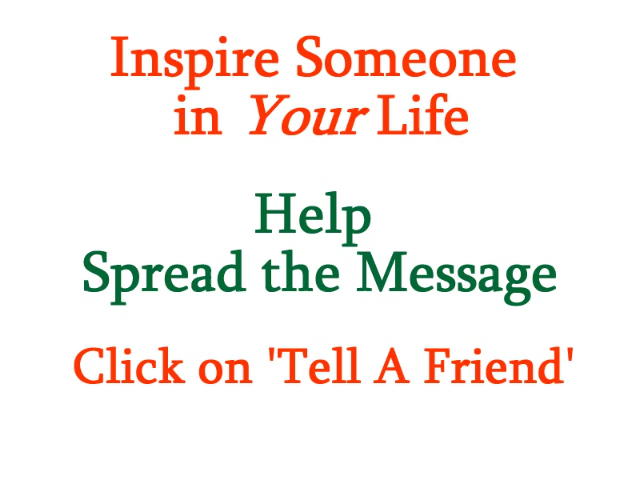 Inspire Someone
in Your Life
Help
Spread the Message
Click on 'Tell A Friend'